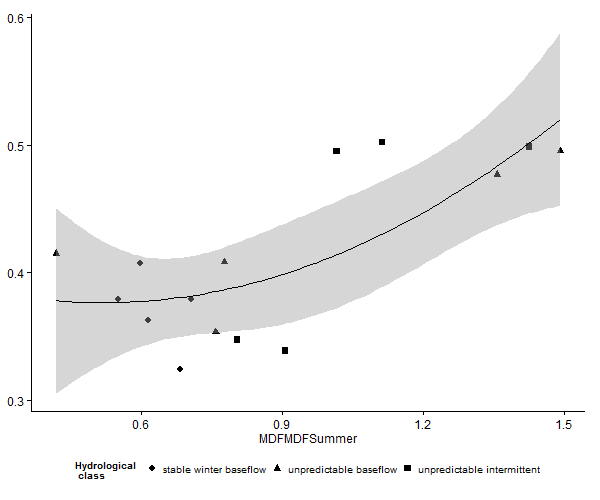 0.6
0.5
0.4
0.3
0.6 0.9 1.2 1.5
MDFMDFSummer
Hydrological
class
stable winter baseflow unpredictable baseflow unpredictable intermittent